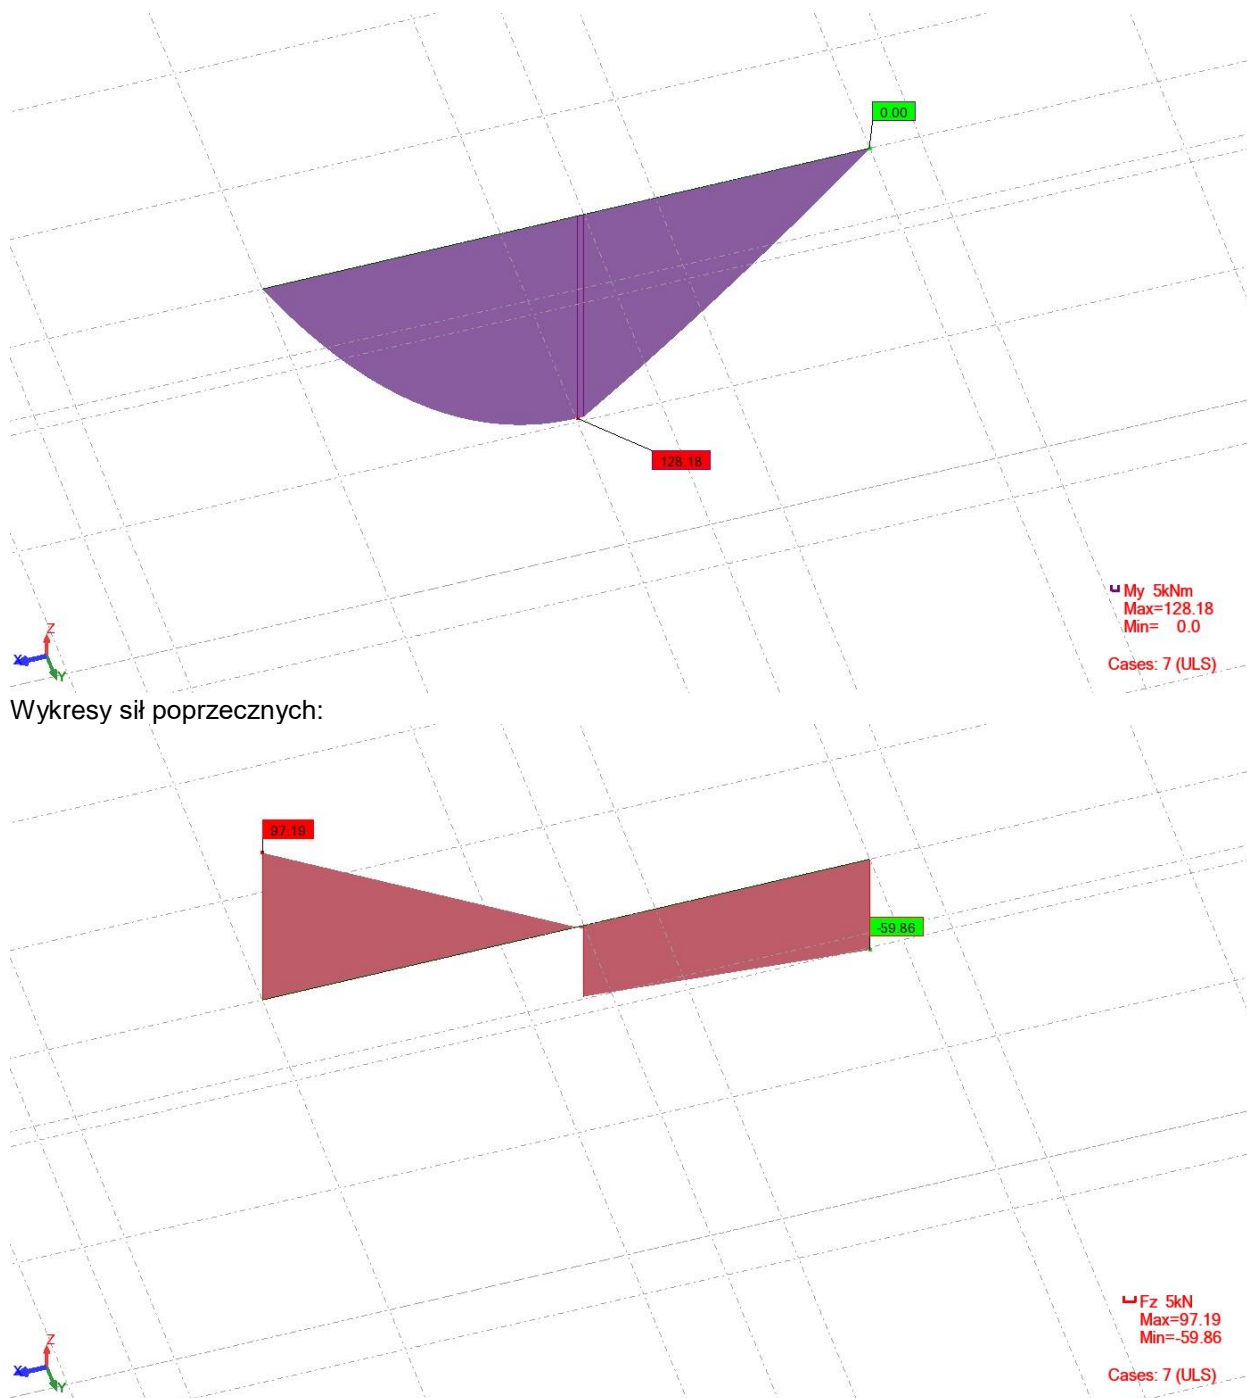 0.00
128.18
My 5kNm
Max=128.18
Min= 0.0
Cases: 7 (ULS)
Z
X
Y
Wykresy sił poprzecznych:
97.19
-59.86
Fz 5kN
Max=97.19
Min=-59.86
Cases: 7 (ULS)
Z
X
Y